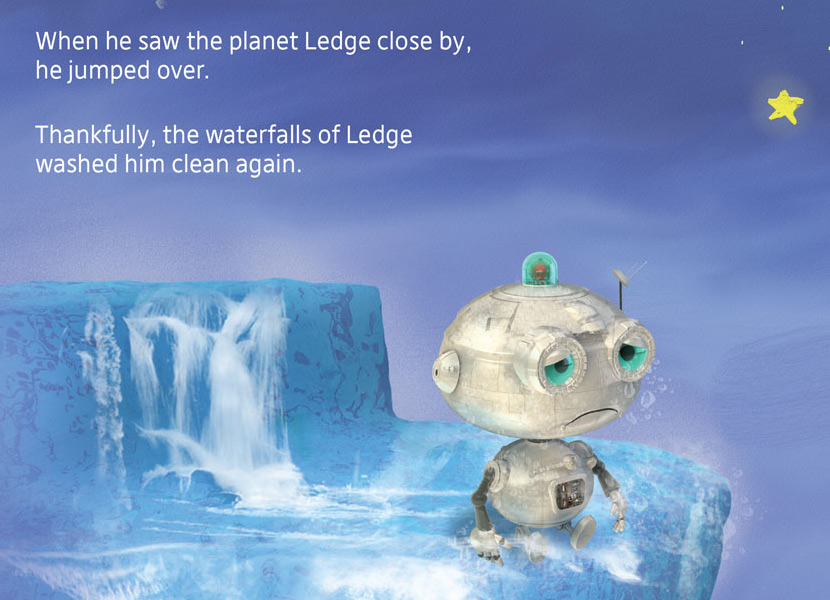 When he saw the planet Ledge close by,
he jumped over.
Thankfully, the waterfalls of Ledge
washed him clean again.